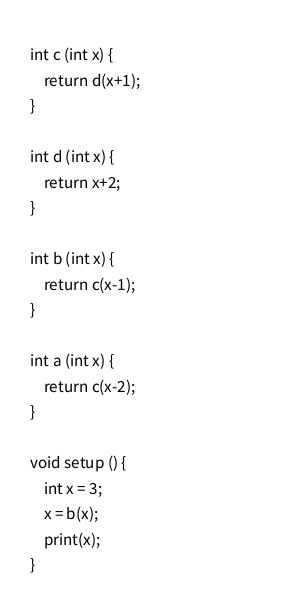 int c (int x) {
    return d(x+1);
}

int d (int x) {
    return x+2;
}

int b (int x) {
    return c(x-1);
}

int a (int x) {
    return c(x-2);
}

void setup () {
    int x = 3;
    x = b(x);
    print(x);
}